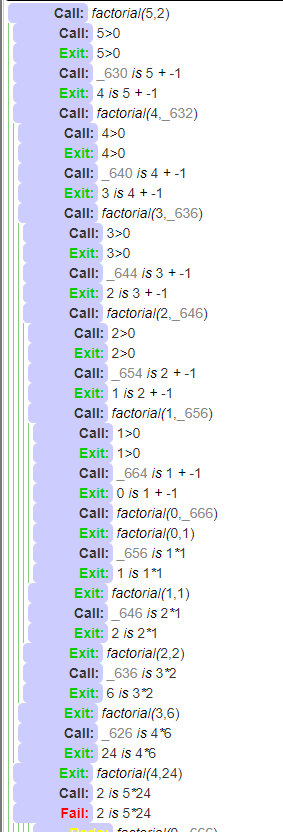 Call: factorial(5,2)
Call: 5>0
Exit: 5>0
Call: _630 is 5 + -1
Exit: 4 is 5 + -1
Call: factorial(4,_632)
Call: 4>0
Exit: 4>0
Call: _640 is 4 + -1
Exit: 3 is 4 + -1
Call: factorial(3,_636)
Call: 3>0
Exit: 3>0
Call: _644 is 3 + -1
Exit: 2 is 3 + -1
Call: factorial(2,_646)
Call: 2>0
Exit: 2>0
Call: _654 is 2 + -1
Exit: 1 is 2 + -1
Call: factorial(1,_656)
Call: 1>0
Exit: 1>0
Call: _664 is 1 + -1
Exit: 0 is 1 + -1
Call: factorial(0,_666)
Exit: factorial(0,1)
Call: _656 is 1*1
Exit: 1 is 1*1
Exit: factorial(1,1)
Call: _646 is 2*1
Exit: 2 is 2*1
Exit: factorial(2,2)
Call: _636 is 3*2
Exit: 6 is 3*2
Exit: factorial(3,6)
Call: _626 is 4*6
Exit: 24 is 4*6
Exit: factorial(4,24)
Call: 2 is 5*24
Fail: 2 is 5*24
Redo: factorial(0,_666)